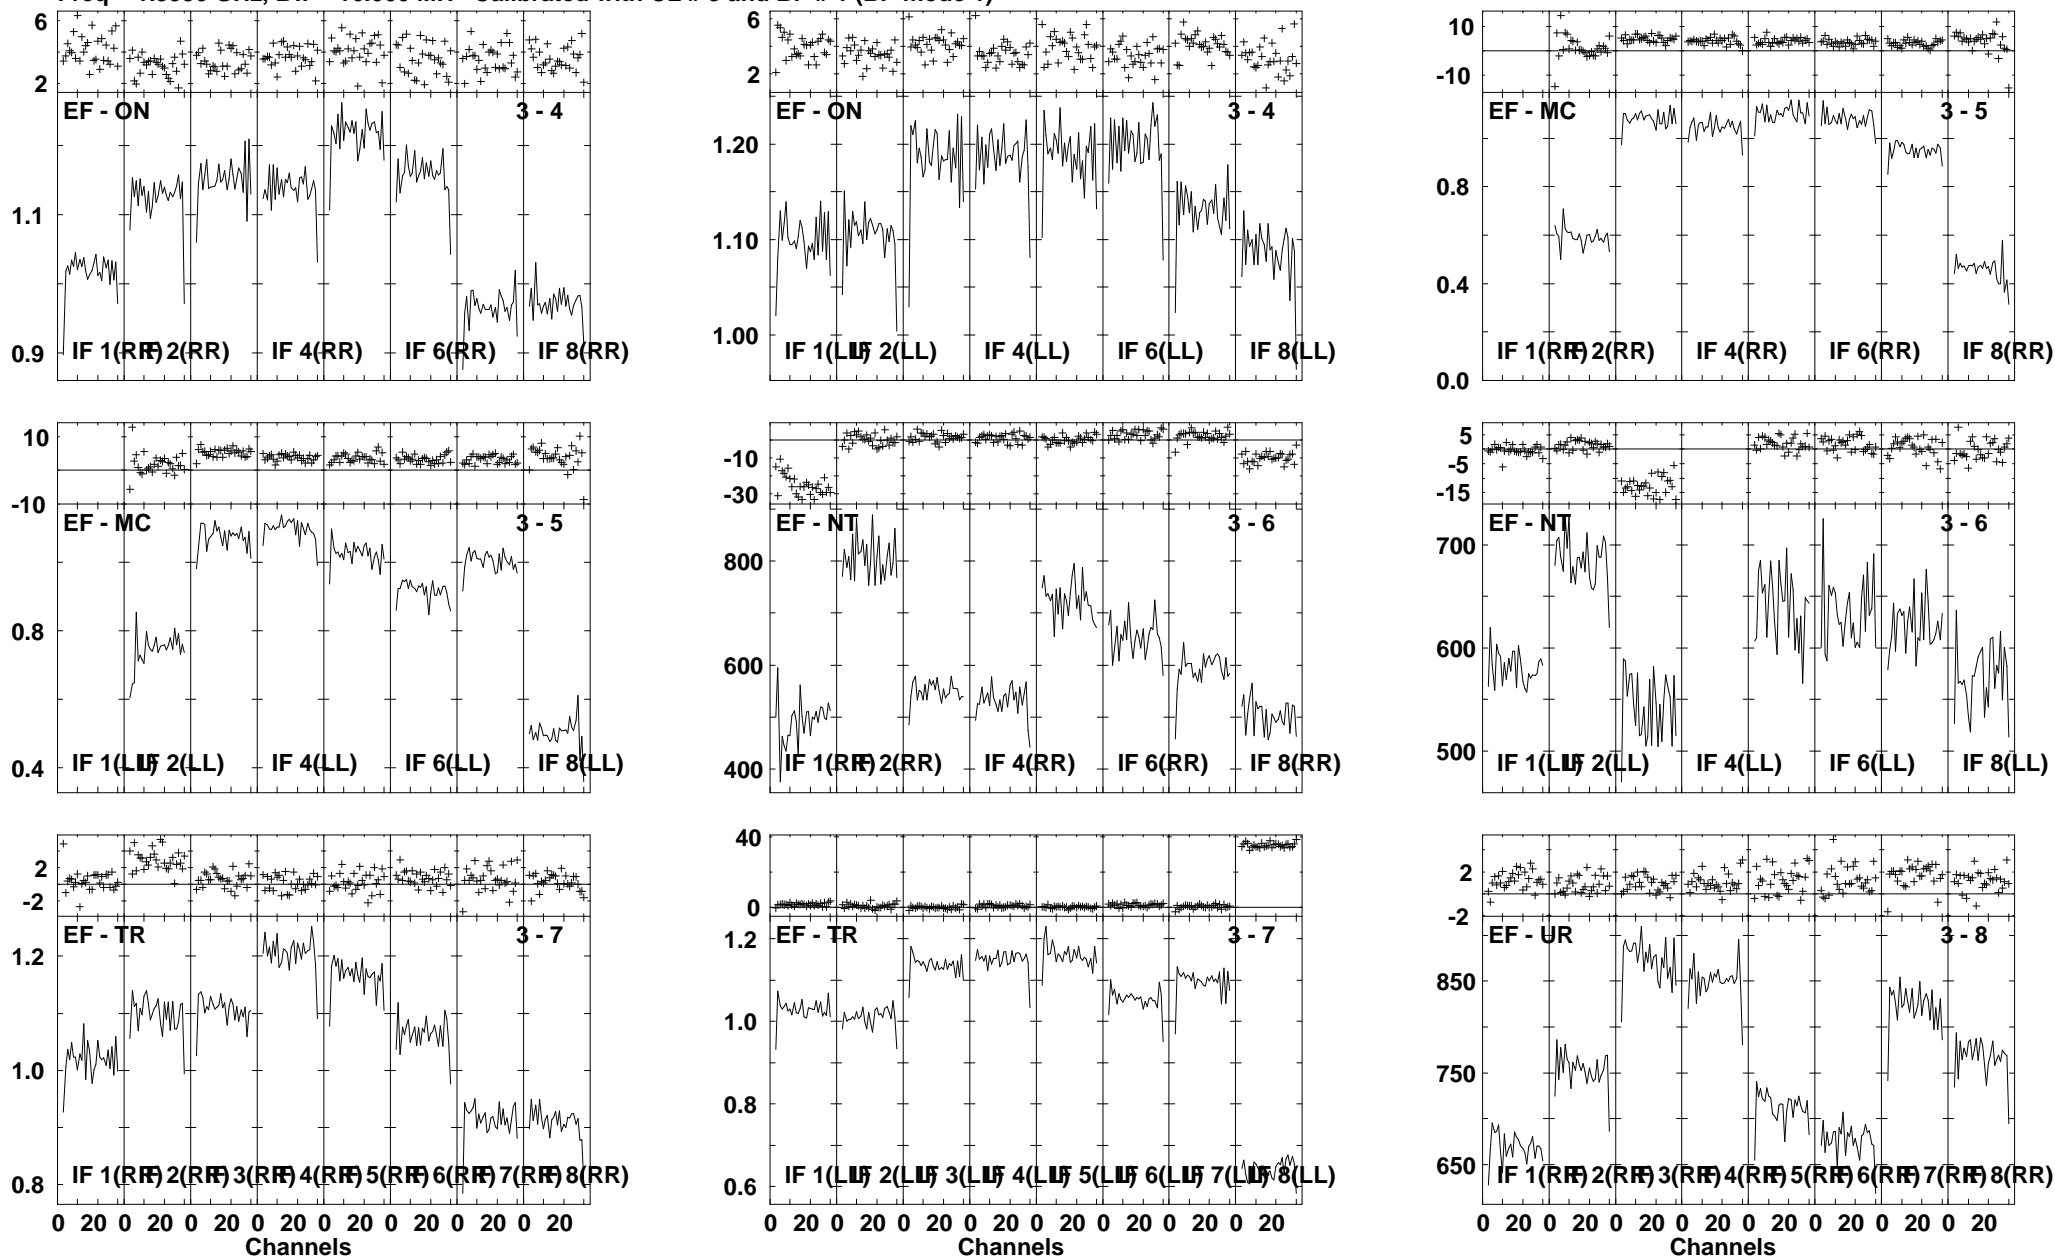 6
4
2
EF - ON
3 - 4
1.1
0.9
IF 1(RR)
IF 2(RR)
IF 4(RR)
IF 6(RR)
IF 8(RR)
6
4
2
EF - ON
3 - 4
1.20
1.10
1.00
IF 1(LL)
IF 2(LL)
IF 4(LL)
IF 6(LL)
IF 8(LL)
10
-10
EF - MC
3 - 5
0.8
0.4
0.0
IF 1(RR)
IF 2(RR)
IF 4(RR)
IF 6(RR)
IF 8(RR)
10
-10
EF - MC
3 - 5
0.8
0.4
IF 1(LL)
IF 2(LL)
IF 4(LL)
IF 6(LL)
IF 8(LL)
-10
-30
EF - NT
3 - 6
800
600
400
IF 1(RR)
IF 2(RR)
IF 4(RR)
IF 6(RR)
IF 8(RR)
5
-5
-15
EF - NT
3 - 6
700
600
500
IF 1(LL)
IF 2(LL)
IF 4(LL)
IF 6(LL)
IF 8(LL)
2
-2
EF - TR
3 - 7
1.2
1.0
0.8
IF 1(RR)
IF 2(RR)
IF 3(RR)
IF 4(RR)
IF 5(RR)
IF 6(RR)
IF 7(RR)
IF 8(RR)
0 20 0 20 0 20 0 20 0 20 0 20 0 20 0 20
Channels
40
0
EF - TR
3 - 7
1.2
1.0
0.8
0.6
IF 1(LL)
IF 2(LL)
IF 3(LL)
IF 4(LL)
IF 5(LL)
IF 6(LL)
IF 7(LL)
IF 8(LL)
0 20 0 20 0 20 0 20 0 20 0 20 0 20 0 20
Channels
2
-2
EF - UR
3 - 8
850
750
650
IF 1(RR)
IF 2(RR)
IF 3(RR)
IF 4(RR)
IF 5(RR)
IF 6(RR)
IF 7(RR)
IF 8(RR)
0 20 0 20 0 20 0 20 0 20 0 20 0 20 0 20
Channels